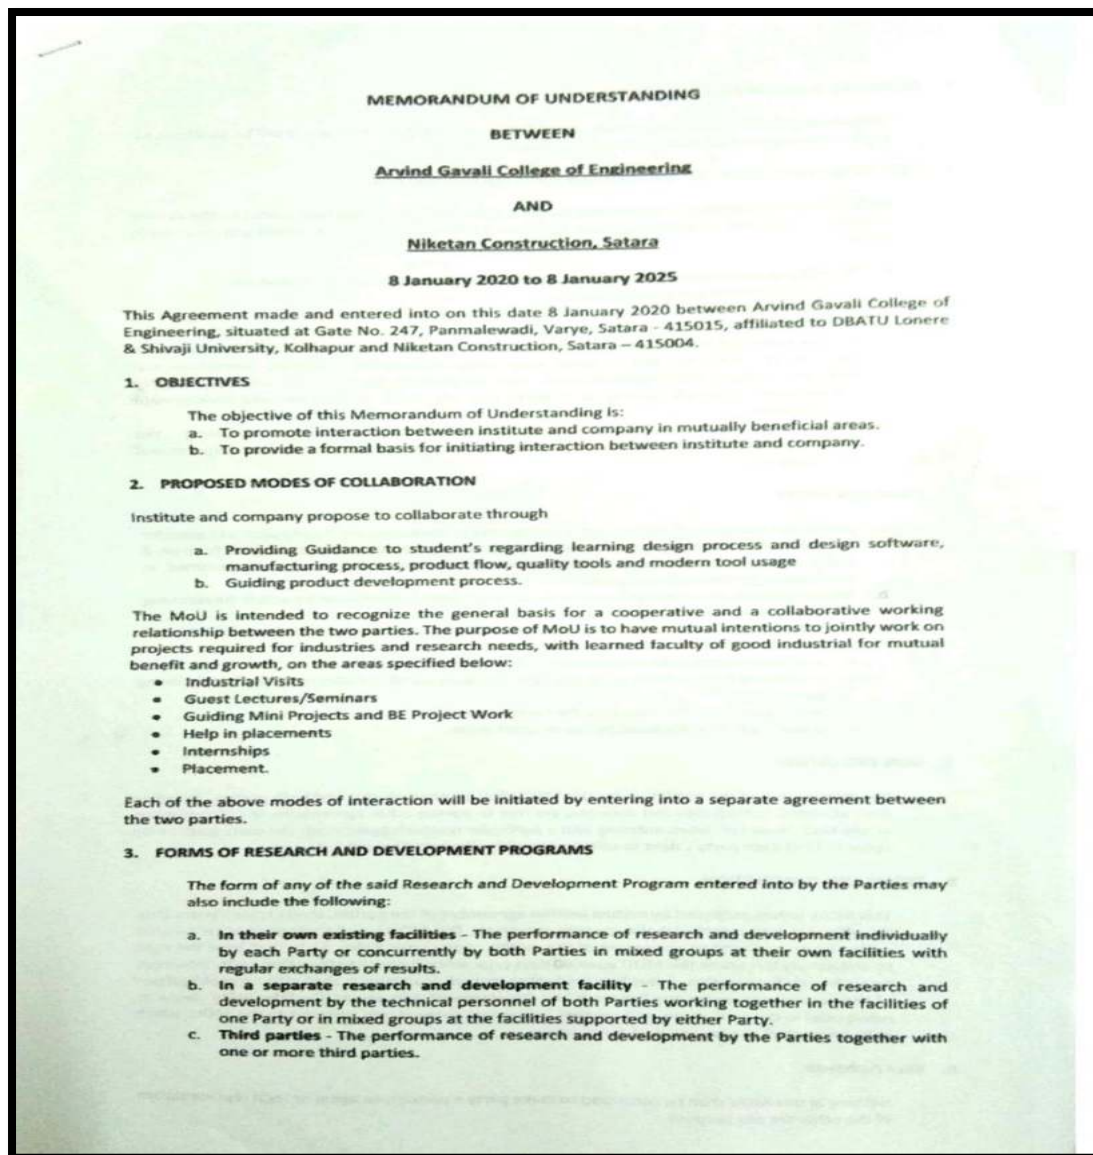 MEMORANDUM OF UNDERSTANDING
BETWEEN
Arvind Gavali College of Engineering
AND
Niketan Construction, Satara
8 January 2020 to 8 January 2025
This Agreement made and entered into on this date 8 January 2020 between Arvind Gavali College of
Engineering, situated at Gate No. 247, Panmalewadi, Varye, Satara - 415015, affiliated to DBATU Lonere
& Shivaji University, Kolhapur and Niketan Construction, Satara – 415004.
1. OBJECTIVES
The objective of this Memorandum of Understanding is:
a. To promote interaction between institute and company in mutually beneficial areas.
b. To provide a formal basis for initiating interaction between institute and company.
2. PROPOSED MODES OF COLLABORATION
Institute and company propose to collaborate through
a. Providing Guidance to student's regarding learning design process and design software,
manufacturing process, product flow, quality tools and modern tool usage
b. Guiding product development process.
The MoU is intended to recognize the general basis for a cooperative and a collaborative working
relationship between the two parties. The purpose of MoU is to have mutual intentions to jointly work on
projects required for industries and research needs, with learned faculty of good industrial for mutual
benefit and growth, on the areas specified below:
• Industrial Visits
• Guest Lectures/Seminars
• Guiding Mini Projects and BE Project Work
• Help in placements
• Internships
• Placement.
Each of the above modes of interaction will be initiated by entering into a separate agreement between
the two parties.
3. FORMS OF RESEARCH AND DEVELOPMENT PROGRAMS
The form of any of the said Research and Development Program entered into by the Parties may
also include the following:
a. In their own existing facilities - The performance of research and development individually
by each Party or concurrently by both Parties in mixed groups at their own facilities with
regular exchanges of results.
b. In a separate research and development facility - The performance of research and
development by the technical personnel of both Parties working together in the facilities of
one Party or in mixed groups at the facilities supported by either Party.
c. Third parties - The performance of research and development by the Parties together with
one or more third parties.